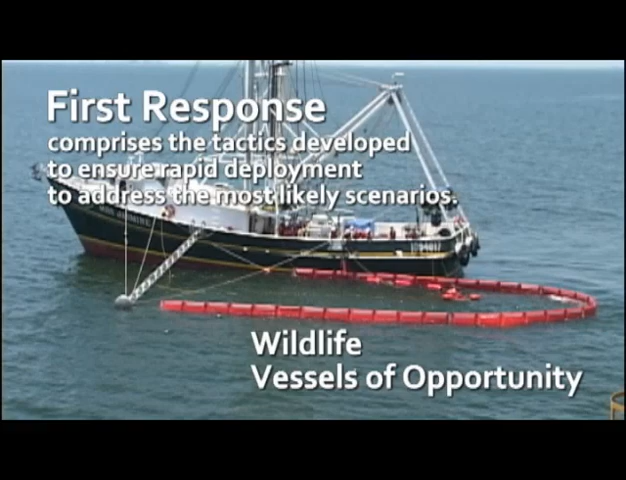 First Response
comprises the tactics developed
to ensure rapid deployment
to address the most likely scenarios.
Wildlife
Vessels of Opportunity